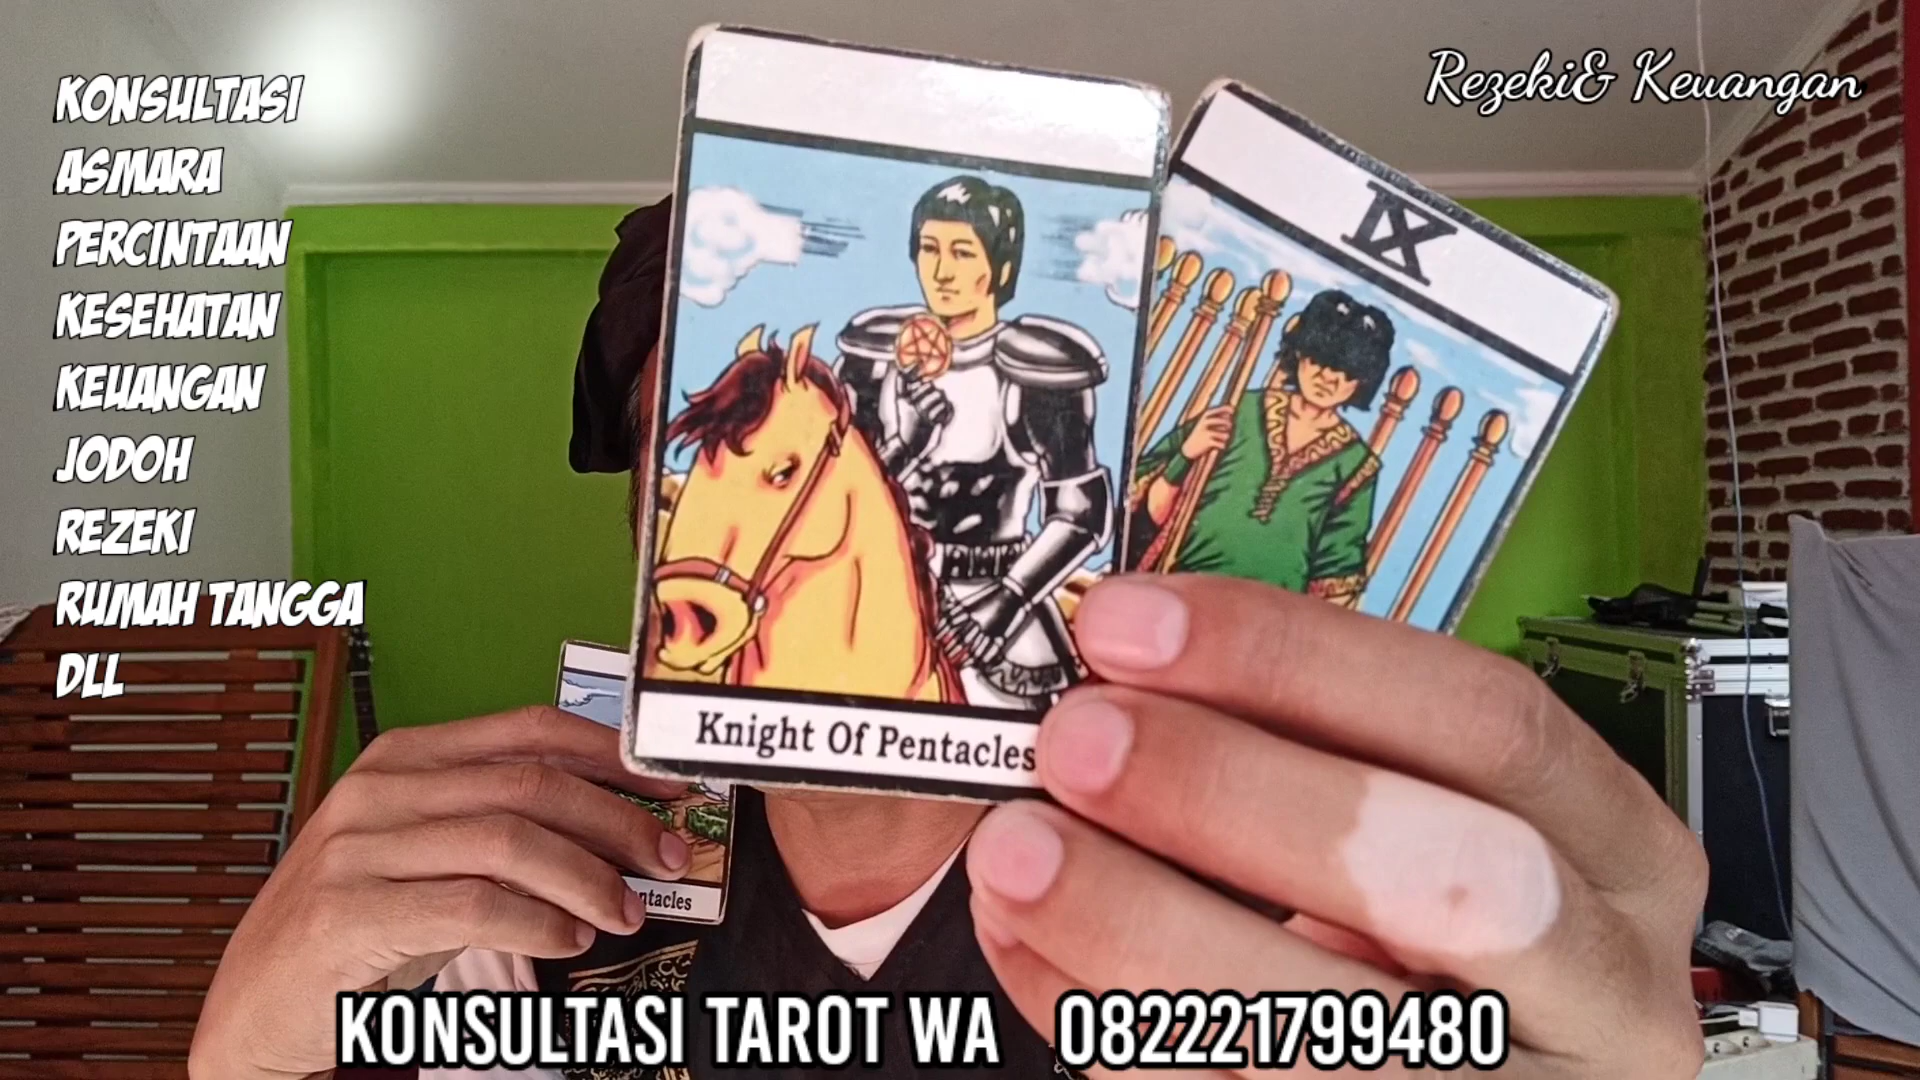 KONSULTASI
ASMARA
PERCINTAAN
KESEHATAN
KEUANGAN
JODOH
REZEKI
RUMAH TANGGA
DLL
Rezeki& Keuangan
IX
Knight Of Pentacles
ntacles
KONSULTASI TAROT WA 082221799480